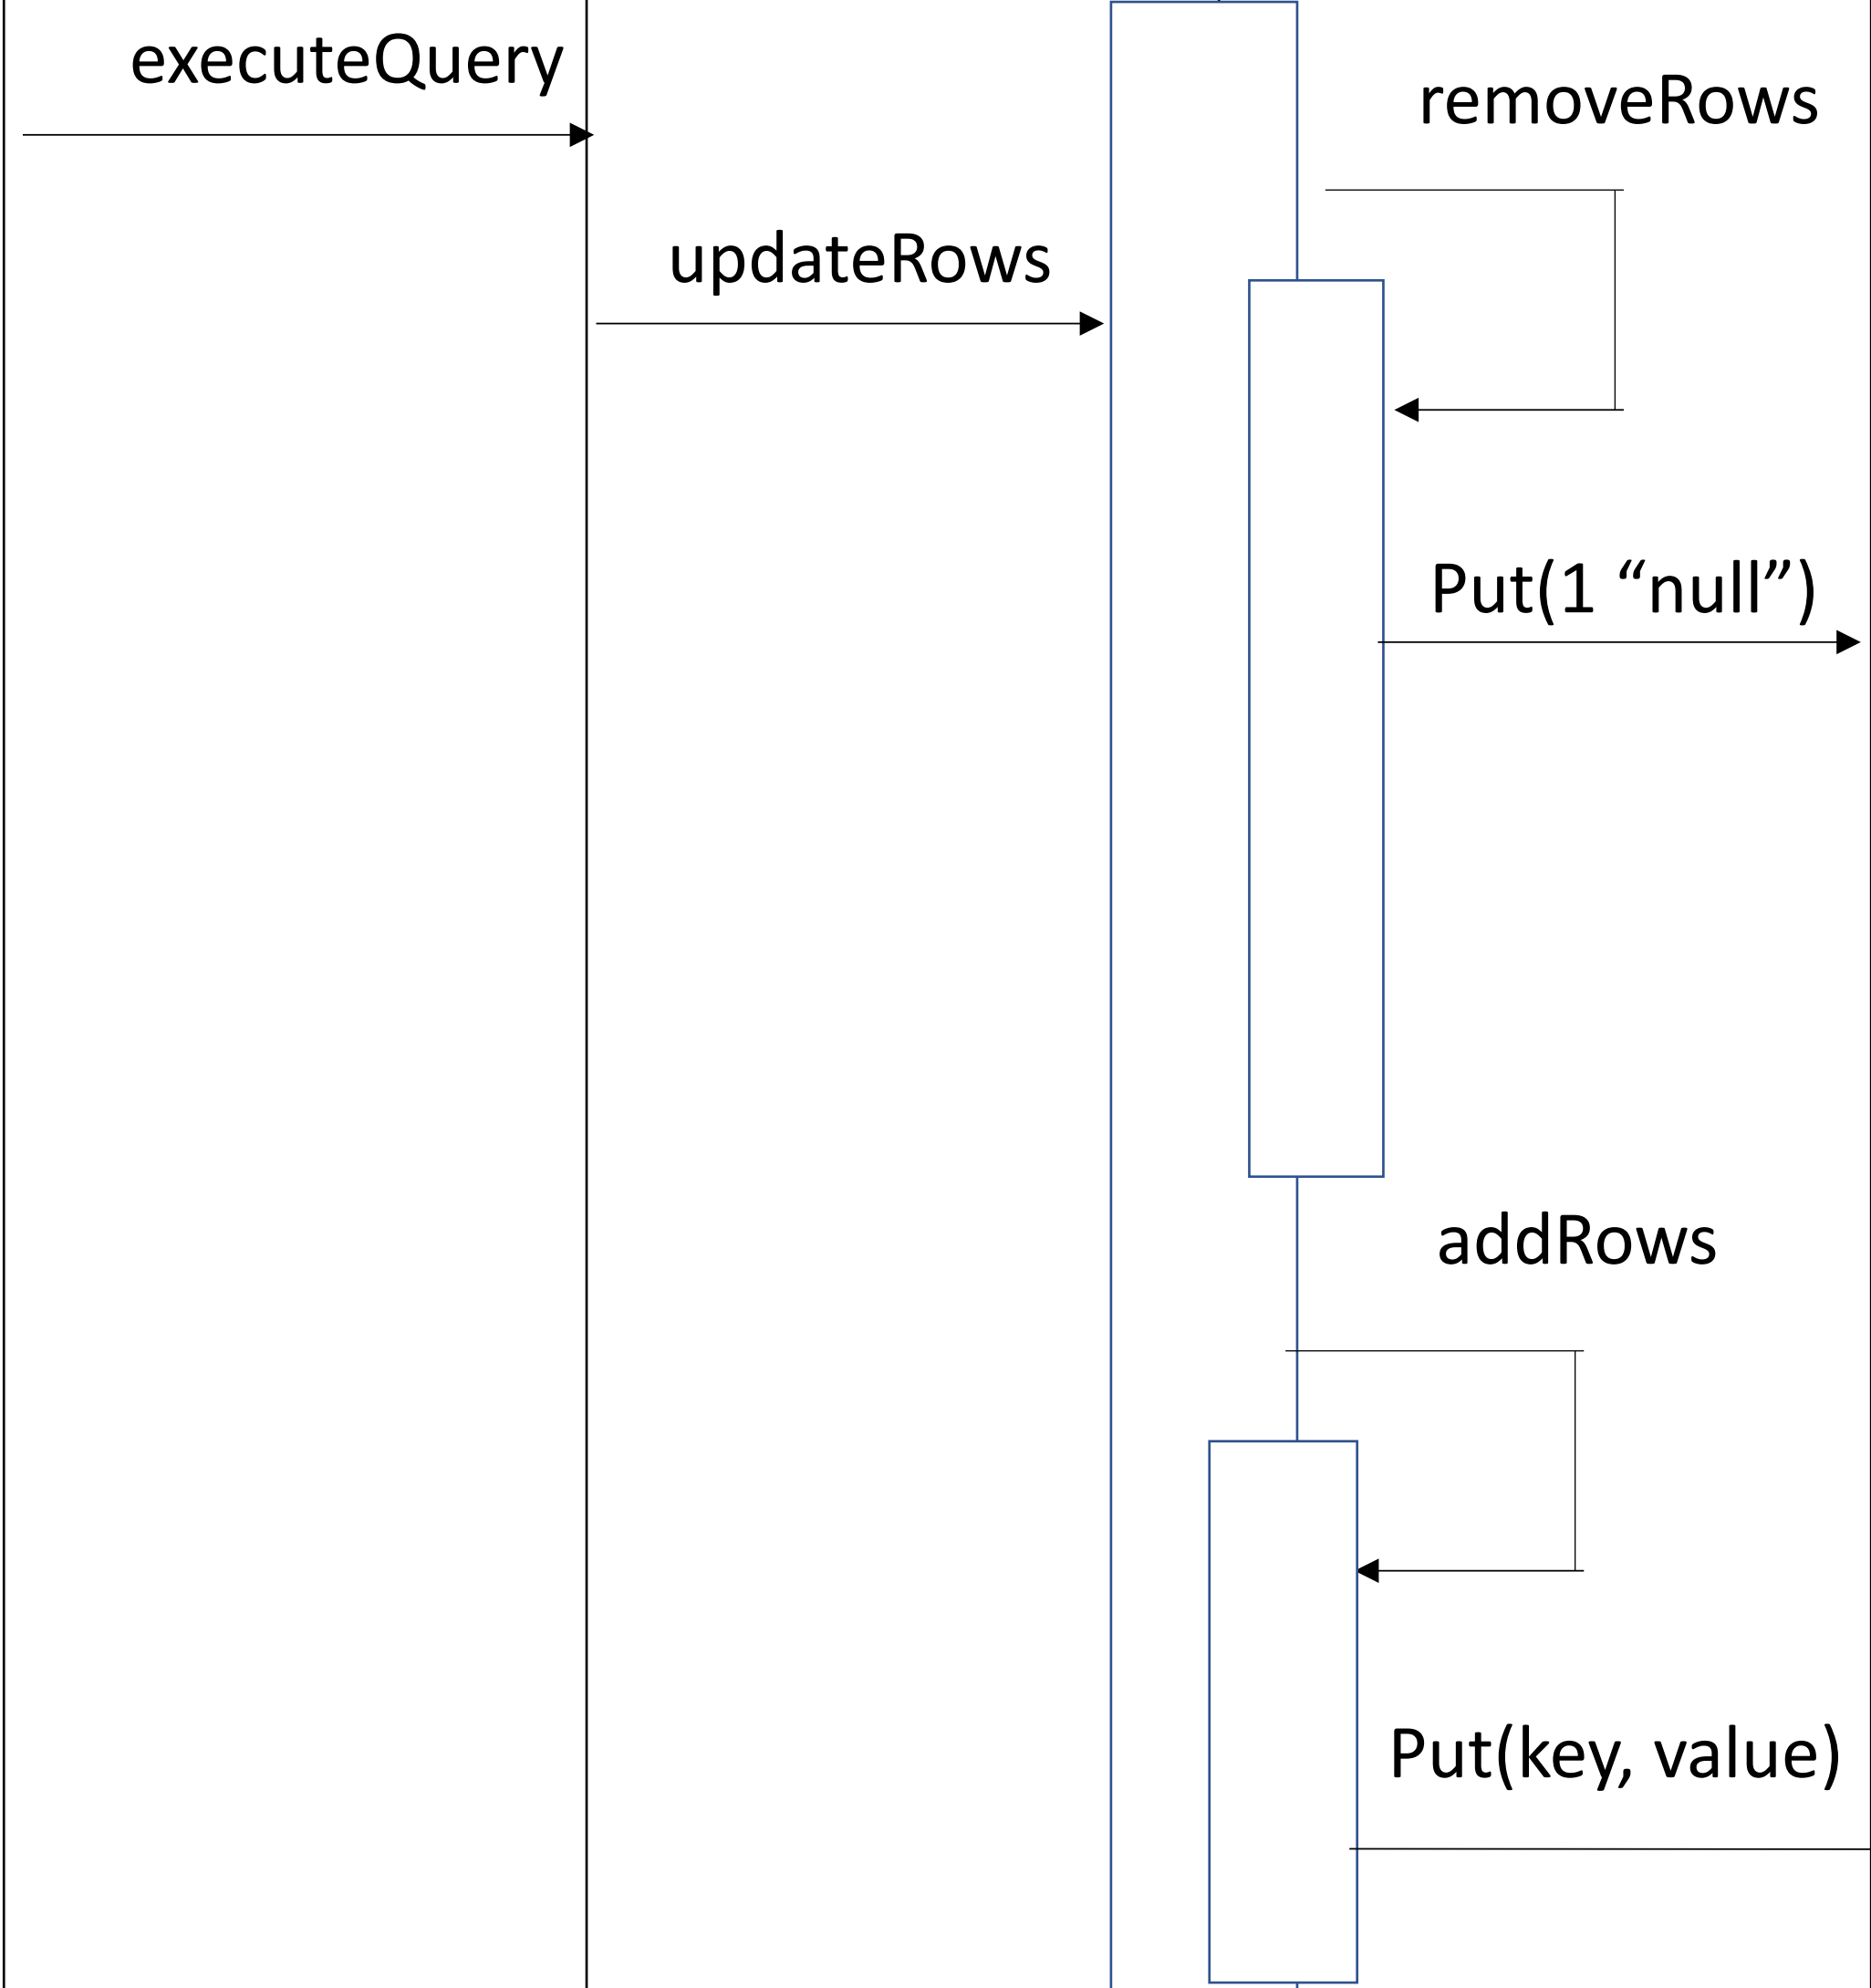 executeQuery
removeRows
updateRows
Put(1 “null”)
addRows
Put(key, value)